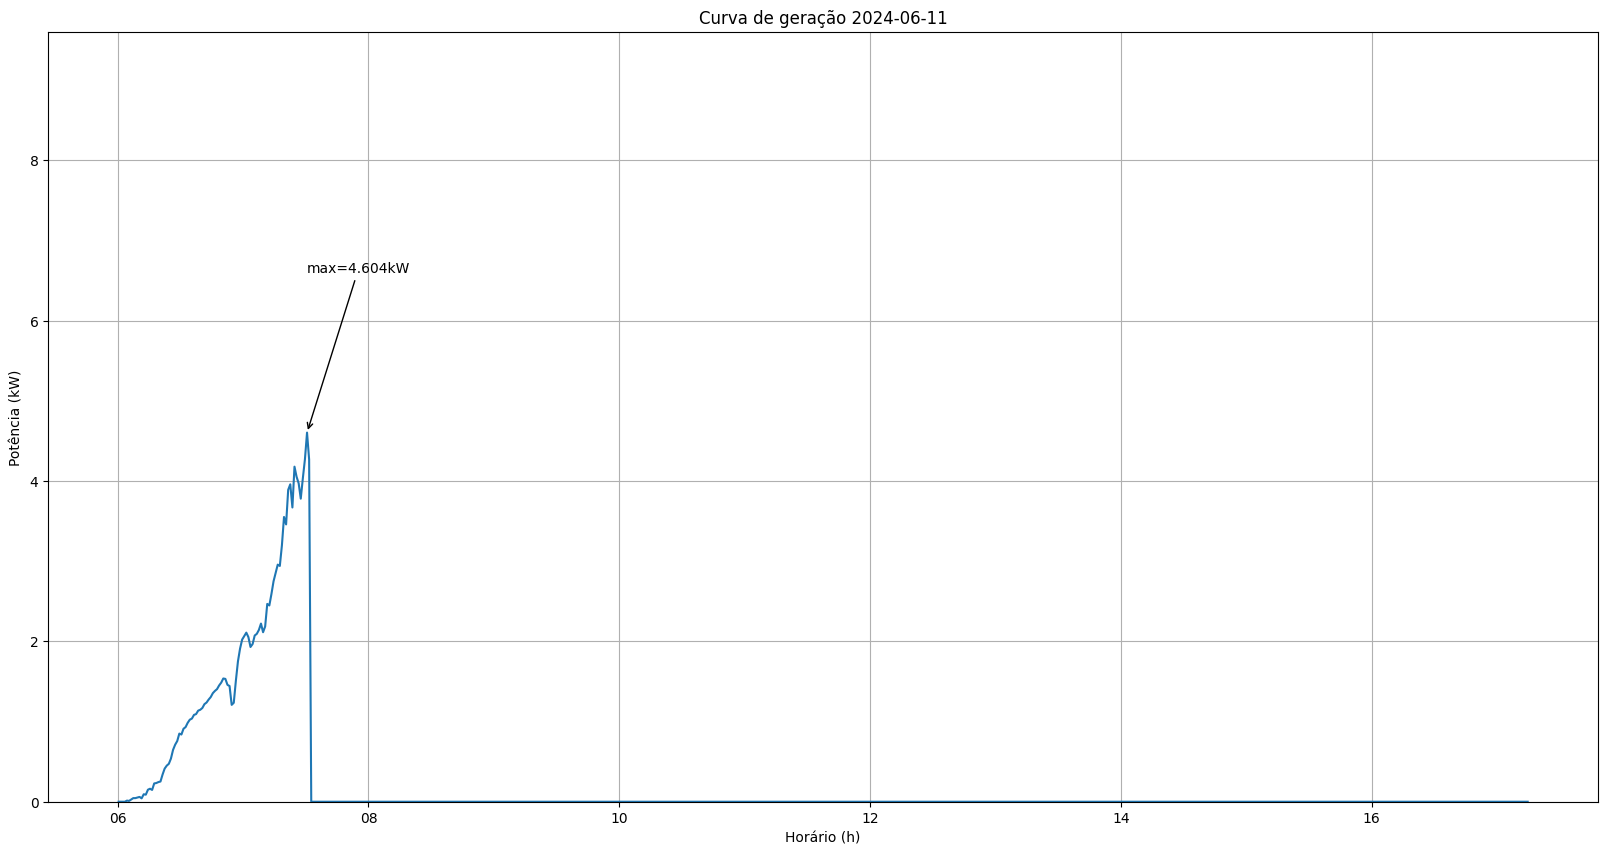 Curva de geração 2024-06-11
8
max=4.604kW
6
Potência (kW)
4
2
0
06 08 10 12 14 16
Horário (h)